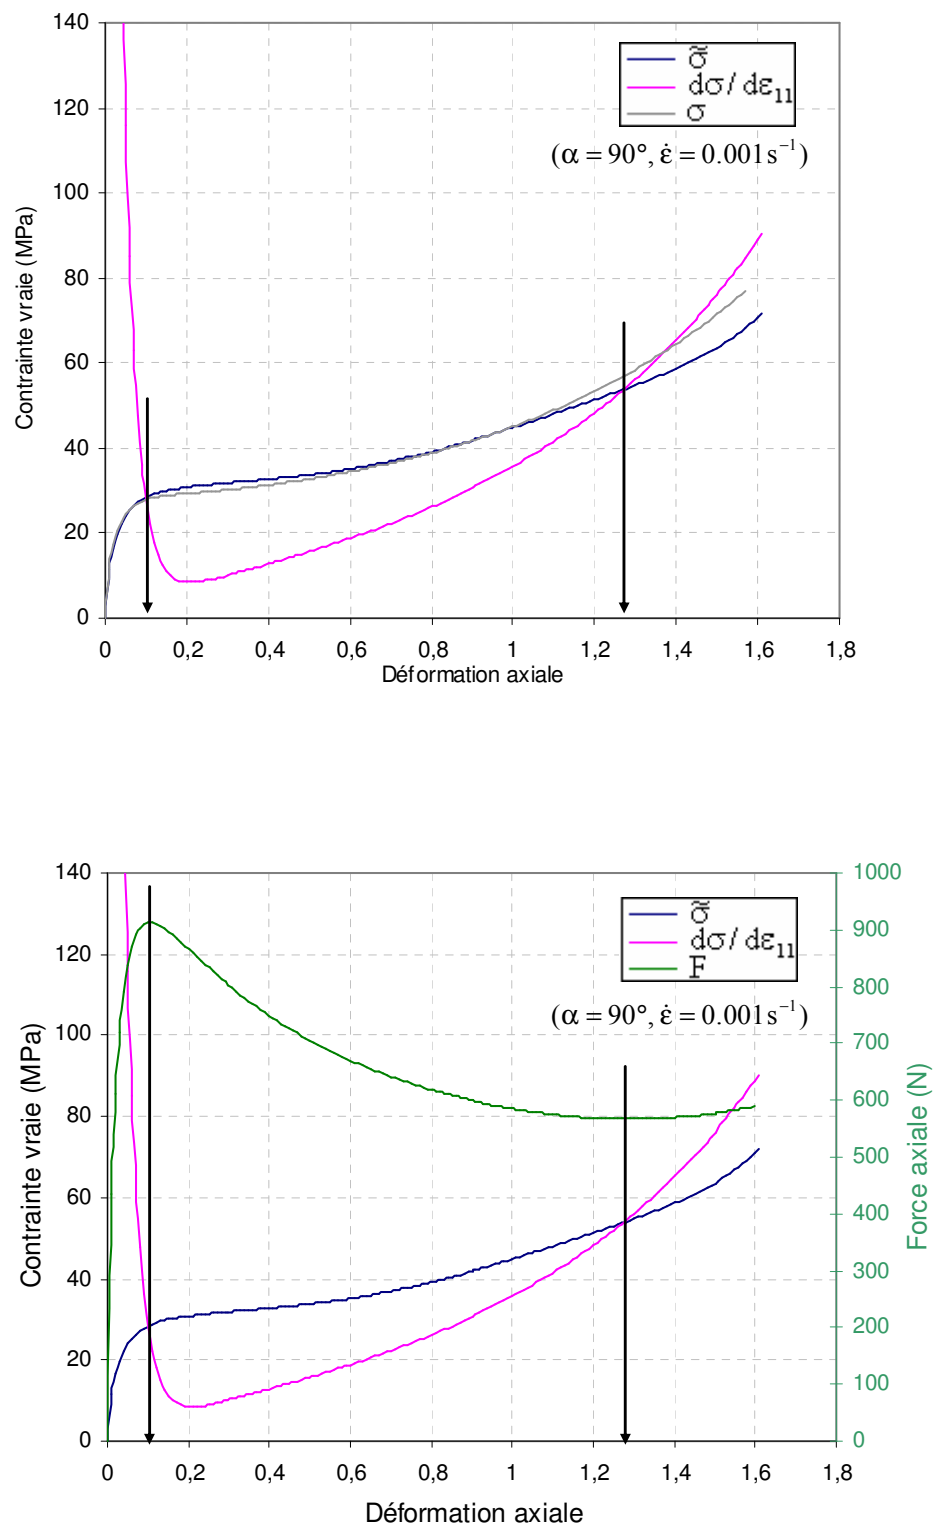 140
120
100
80
60
40
20
0
Contrainte vraie (MPa)
σ̃
dσ/ dε₁₁
σ
(α = 90°, ε̇ = 0.001 s⁻¹)
0 0,2 0,4 0,6 0,8 1 1,2 1,4 1,6 1,8
Déformation axiale
140
120
100
80
60
40
20
0
Contrainte vraie (MPa)
σ̃
dσ/ dε₁₁
F
(α = 90°, ε̇ = 0.001 s⁻¹)
1000
900
800
700
600
500
400
300
200
100
0
Force axiale (N)
0 0,2 0,4 0,6 0,8 1 1,2 1,4 1,6 1,8
Déformation axiale